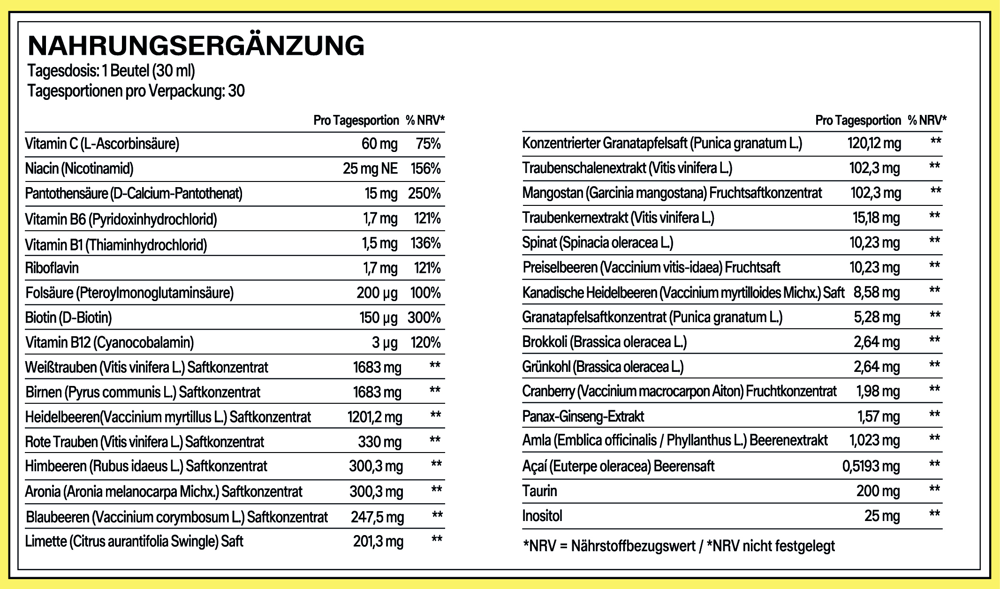 NAHRUNGSERGÄNZUNG
Tagesdosis: 1 Beutel (30 ml)
Tagesportionen pro Verpackung: 30
Pro Tagesportion % NRV*
Vitamin C (L-Ascorbinsäure) 60 mg 75%
Niacin (Nicotinamid) 25 mg NE 156%
Pantothensäure (D-Calcium-Pantothenat) 15 mg 250%
Vitamin B6 (Pyridoxinhydrochlorid) 1,7 mg 121%
Vitamin B1 (Thiaminhydrochlorid) 1,5 mg 136%
Riboflavin 1,7 mg 121%
Folsäure (Pteroylmonoglutaminsäure) 200 µg 100%
Biotin (D-Biotin) 150 µg 300%
Vitamin B12 (Cyanocobalamin) 3 µg 120%
Weißtrauben (Vitis vinifera L.) Saftkonzentrat 1683 mg **
Birnen (Pyrus communis L.) Saftkonzentrat 1683 mg **
Heidelbeeren(Vaccinium myrtillus L.) Saftkonzentrat 1201,2 mg **
Rote Trauben (Vitis vinifera L.) Saftkonzentrat 330 mg **
Himbeeren (Rubus idaeus L.) Saftkonzentrat 300,3 mg **
Aronia (Aronia melanocarpa Michx.) Saftkonzentrat 300,3 mg **
Blaubeeren (Vaccinium corymbosum L.) Saftkonzentrat 247,5 mg **
Limette (Citrus aurantifolia Swingle) Saft 201,3 mg **
Pro Tagesportion % NRV*
Konzentrierter Granatapfelsaft (Punica granatum L.) 120,12 mg **
Traubenschalenextrakt (Vitis vinifera L.) 102,3 mg **
Mangostan (Garcinia mangostana) Fruchtsaftkonzentrat 102,3 mg **
Traubenkernextrakt (Vitis vinifera L.) 15,18 mg **
Spinat (Spinacia oleracea L.) 10,23 mg **
Preiselbeeren (Vaccinium vitis-idaea) Fruchtsaft 10,23 mg **
Kanadische Heidelbeeren (Vaccinium myrtilloides Michx.) Saft 8,58 mg **
Granatapfelsaftkonzentrat (Punica granatum L.) 5,28 mg **
Brokkoli (Brassica oleracea L.) 2,64 mg **
Grünkohl (Brassica oleracea L.) 2,64 mg **
Cranberry (Vaccinium macrocarpon Aiton) Fruchtkonzentrat 1,98 mg **
Panax-Ginseng-Extrakt 1,57 mg **
Amla (Emblica officinalis / Phyllanthus L.) Beerenextrakt 1,023 mg **
Açaí (Euterpe oleracea) Beerensaft 0,5193 mg **
Taurin 200 mg **
Inositol 25 mg **
*NRV = Nährstoffbezugswert / *NRV nicht festgelegt